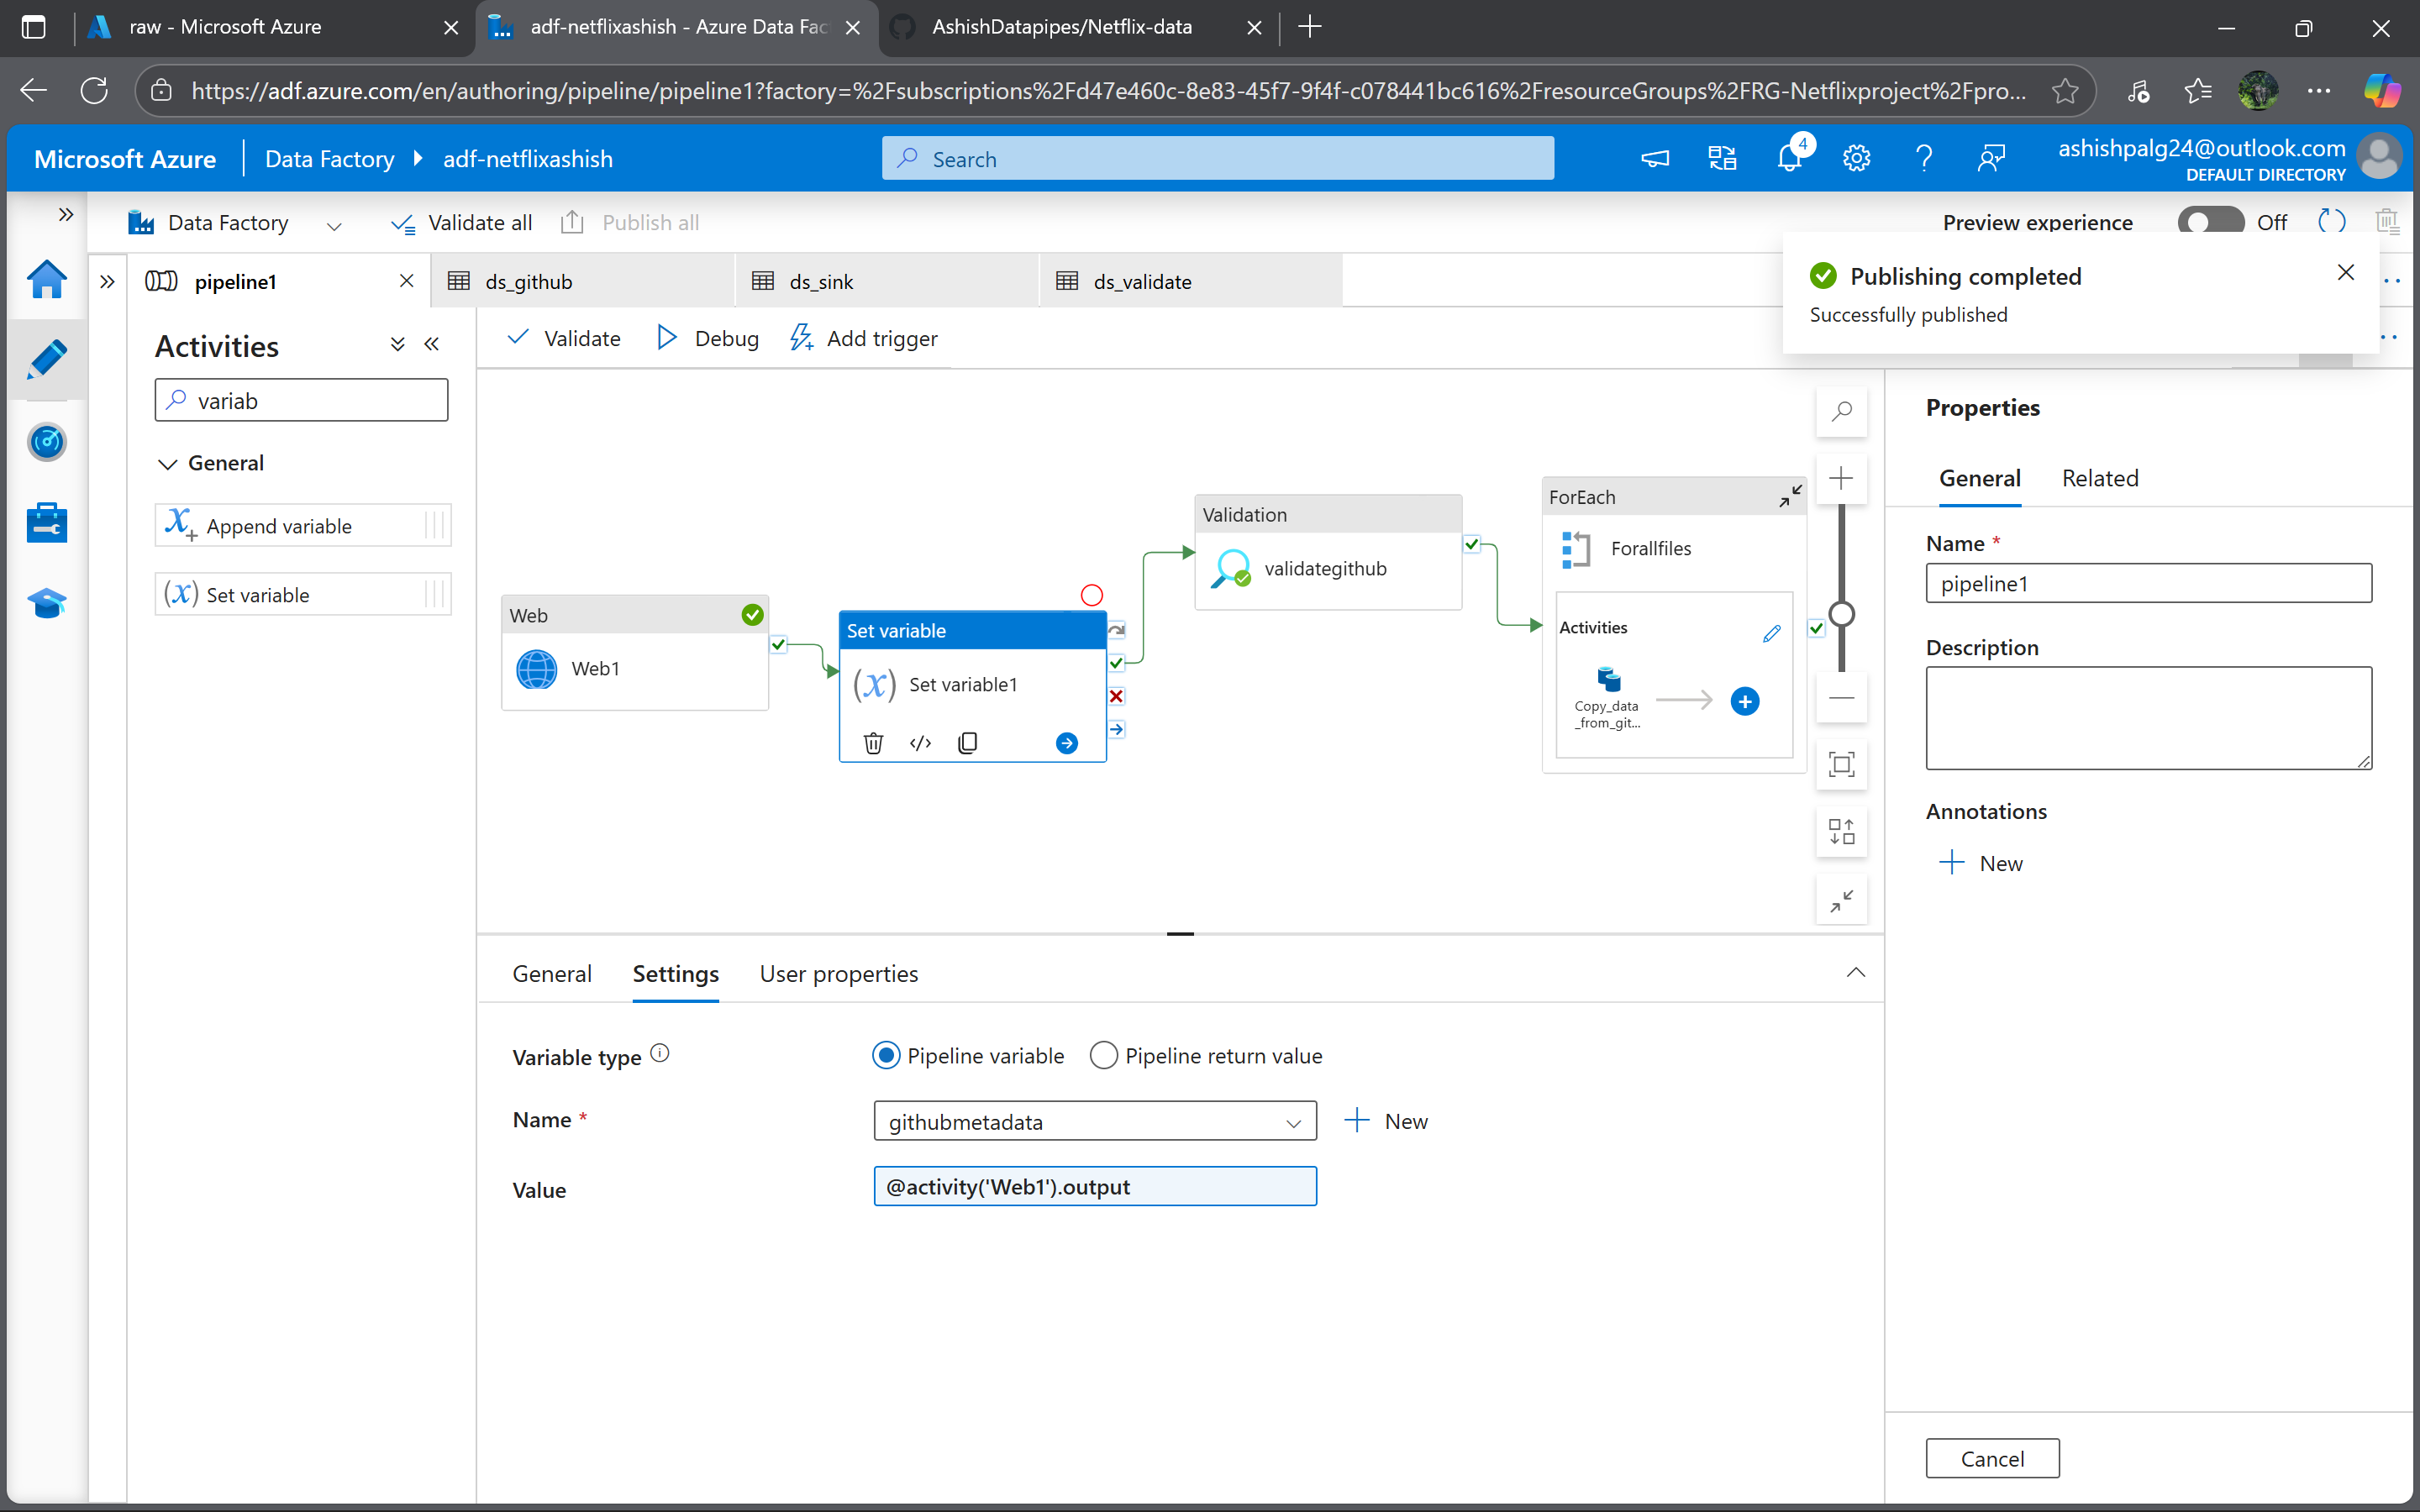 raw - Microsoft Azure
adf-netflixashish - Azure Data Fac
AshishDatapipes/Netflix-data
https://adf.azure.com/en/authoring/pipeline/pipeline1?factory=%2Fsubscriptions%2Fd47e460c-8e83-45f7-9f4f-c078441bc616%2FresourceGroups%2FRG-Netflixproject%2Fpro...
Microsoft Azure
Data Factory
adf-netflixashish
Search
4
ashishpalg24@outlook.com
DEFAULT DIRECTORY
Data Factory
Validate all
Publish all
Preview experience
Off
Publishing completed
Successfully published
pipeline1
ds_github
ds_sink
ds_validate
Activities
Validate
Debug
Add trigger
variab
General
Append variable
Set variable
Web
Web1
Set variable
Set variable1
Validation
validategithub
ForEach
Forallfiles
Activities
Copy_data
_from_git...
Properties
General
Related
Name *
pipeline1
Description
Annotations
New
General
Settings
User properties
Variable type
Pipeline variable
Pipeline return value
Name *
githubmetadata
New
Value
@activity('Web1').output
Cancel